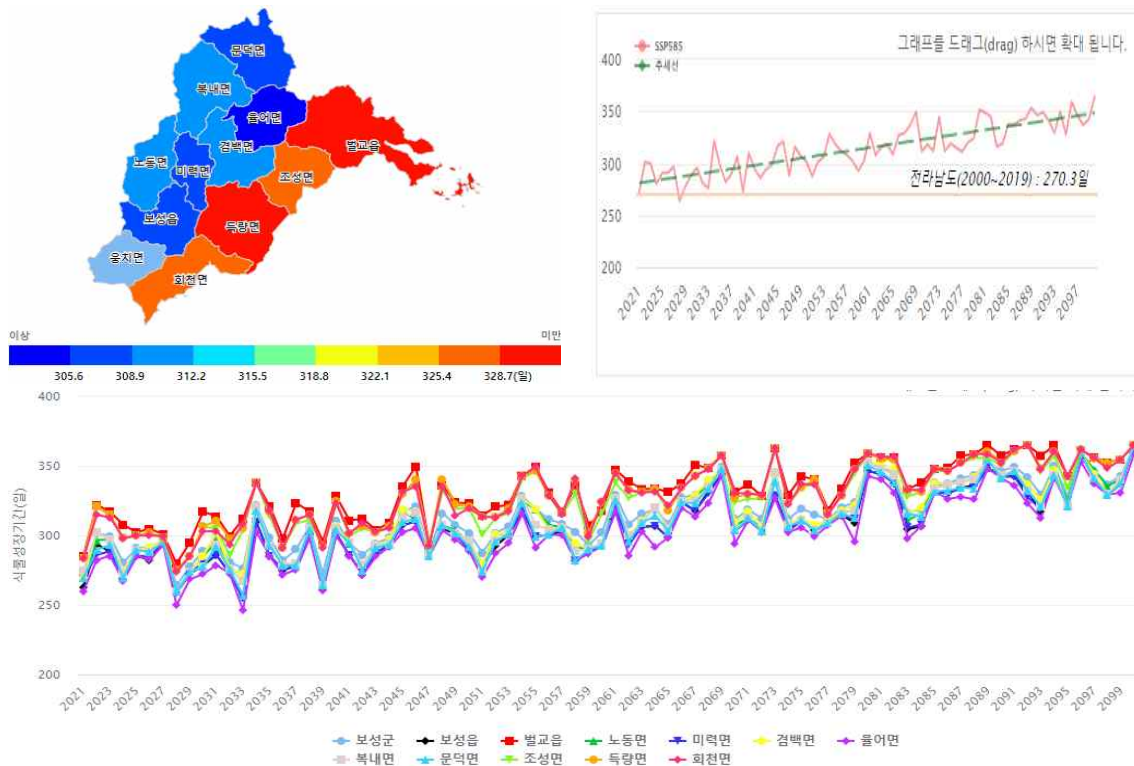 문덕면
복내면
율어면
겸백면
벌교읍
노동면
미력면
조성면
보성읍
득량면
웅치면
회천면
이상
미만
305.6 308.9 312.2 315.5 318.8 322.1 325.4 328.7(일)
SSP585
추세선
그래프를 드래그(drag) 하시면 확대 됩니다.
400
350
300
250
200
전라남도(2000~2019) : 270.3일
2021 2025 2029 2033 2037 2041 2045 2049 2053 2057 2061 2065 2069 2073 2077 2081 2085 2089 2093 2097
식물성장기간(일)
400
350
300
250
200
2021 2023 2025 2027 2029 2031 2033 2035 2037 2039 2041 2043 2045 2047 2049 2051 2053 2055 2057 2059 2061 2063 2065 2067 2069 2071 2073 2075 2077 2079 2081 2083 2085 2087 2089 2091 2093 2095 2097 2099
보성군 보성읍 벌교읍 노동면 미력면 겸백면 율어면
복내면 문덕면 조성면 득량면 회천면